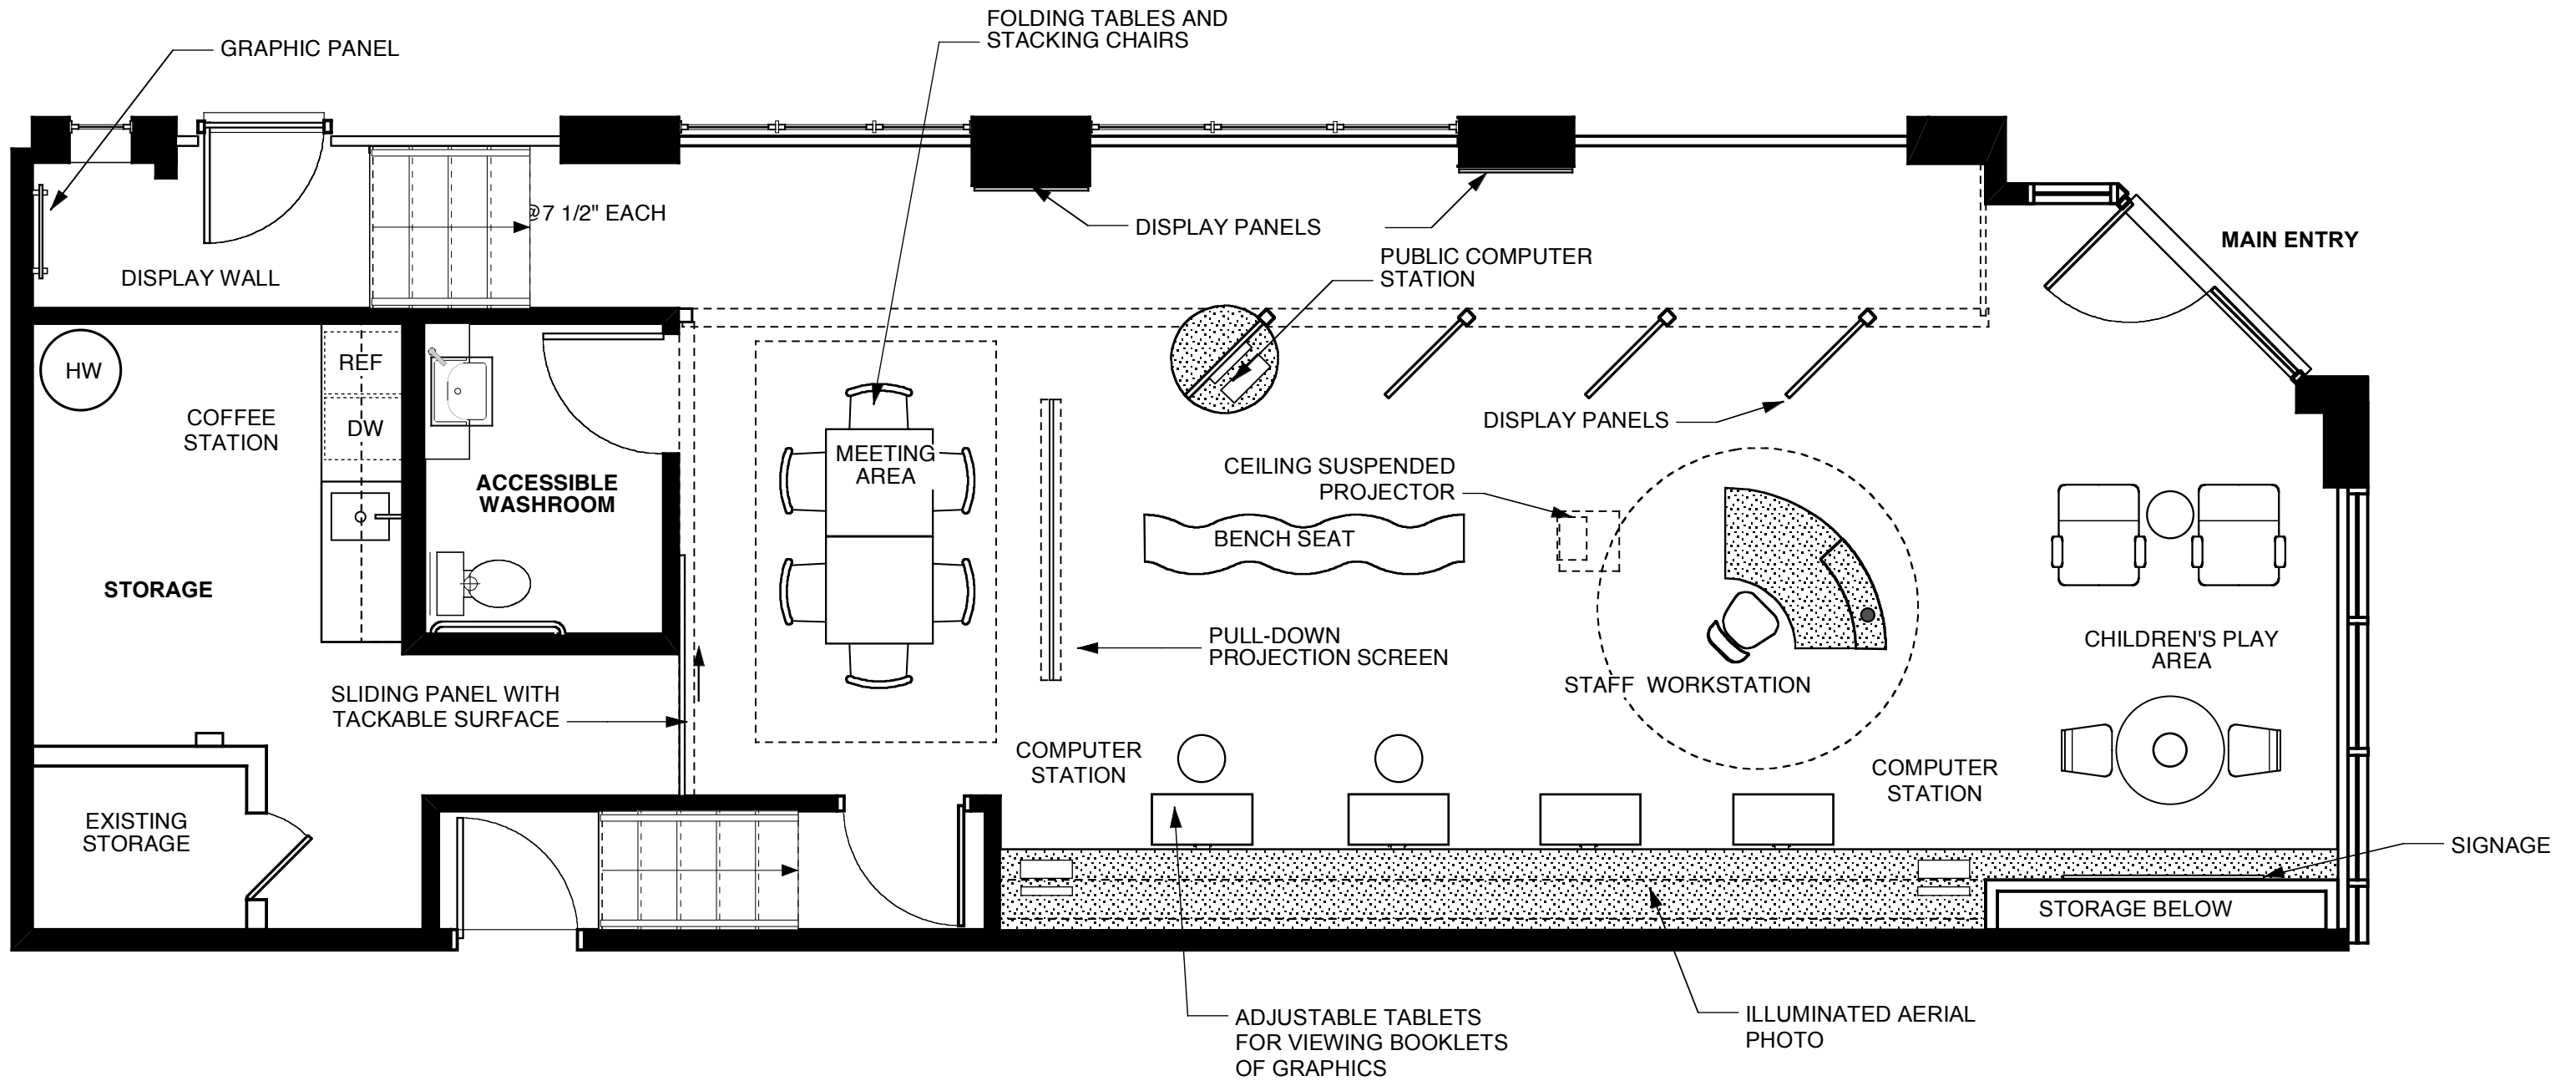 FOLDING TABLES AND
STACKING CHAIRS
GRAPHIC PANEL
@7 1/2" EACH
DISPLAY PANELS
MAIN ENTRY
PUBLIC COMPUTER
STATION
DISPLAY WALL
HW
REF
COFFEE
STATION
DW
DISPLAY PANELS
MEETING
AREA
CEILING SUSPENDED
PROJECTOR
ACCESSIBLE
WASHROOM
BENCH SEAT
STORAGE
PULL-DOWN
PROJECTION SCREEN
CHILDREN'S PLAY
AREA
STAFF WORKSTATION
SLIDING PANEL WITH
TACKABLE SURFACE
COMPUTER
STATION
COMPUTER
STATION
EXISTING
STORAGE
SIGNAGE
STORAGE BELOW
ADJUSTABLE TABLETS
FOR VIEWING BOOKLETS
OF GRAPHICS
ILLUMINATED AERIAL
PHOTO